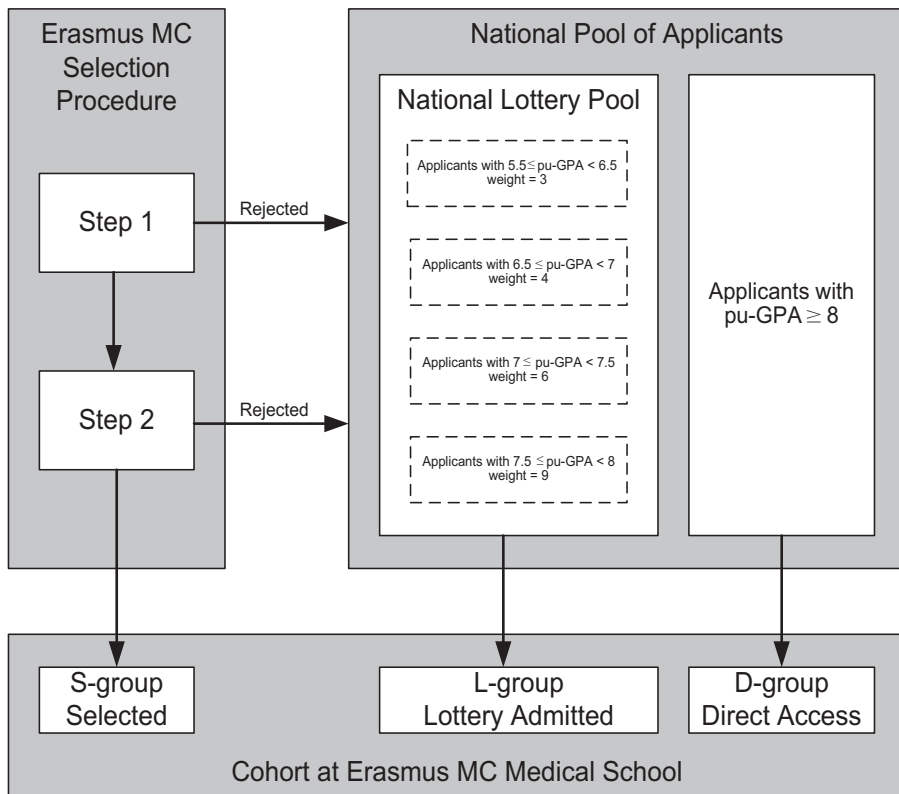 Erasmus MC
Selection
Procedure
Step 1
Rejected
Step 2
Rejected
National Pool of Applicants
National Lottery Pool
Applicants with 5.5≤ pu-GPA < 6.5
weight = 3
Applicants with 6.5 ≤ pu-GPA < 7
weight = 4
Applicants with 7 ≤ pu-GPA < 7.5
weight = 6
Applicants with 7.5 ≤ pu-GPA < 8
weight = 9
Applicants with
pu-GPA ≥ 8
S-group
Selected
L-group
Lottery Admitted
D-group
Direct Access
Cohort at Erasmus MC Medical School